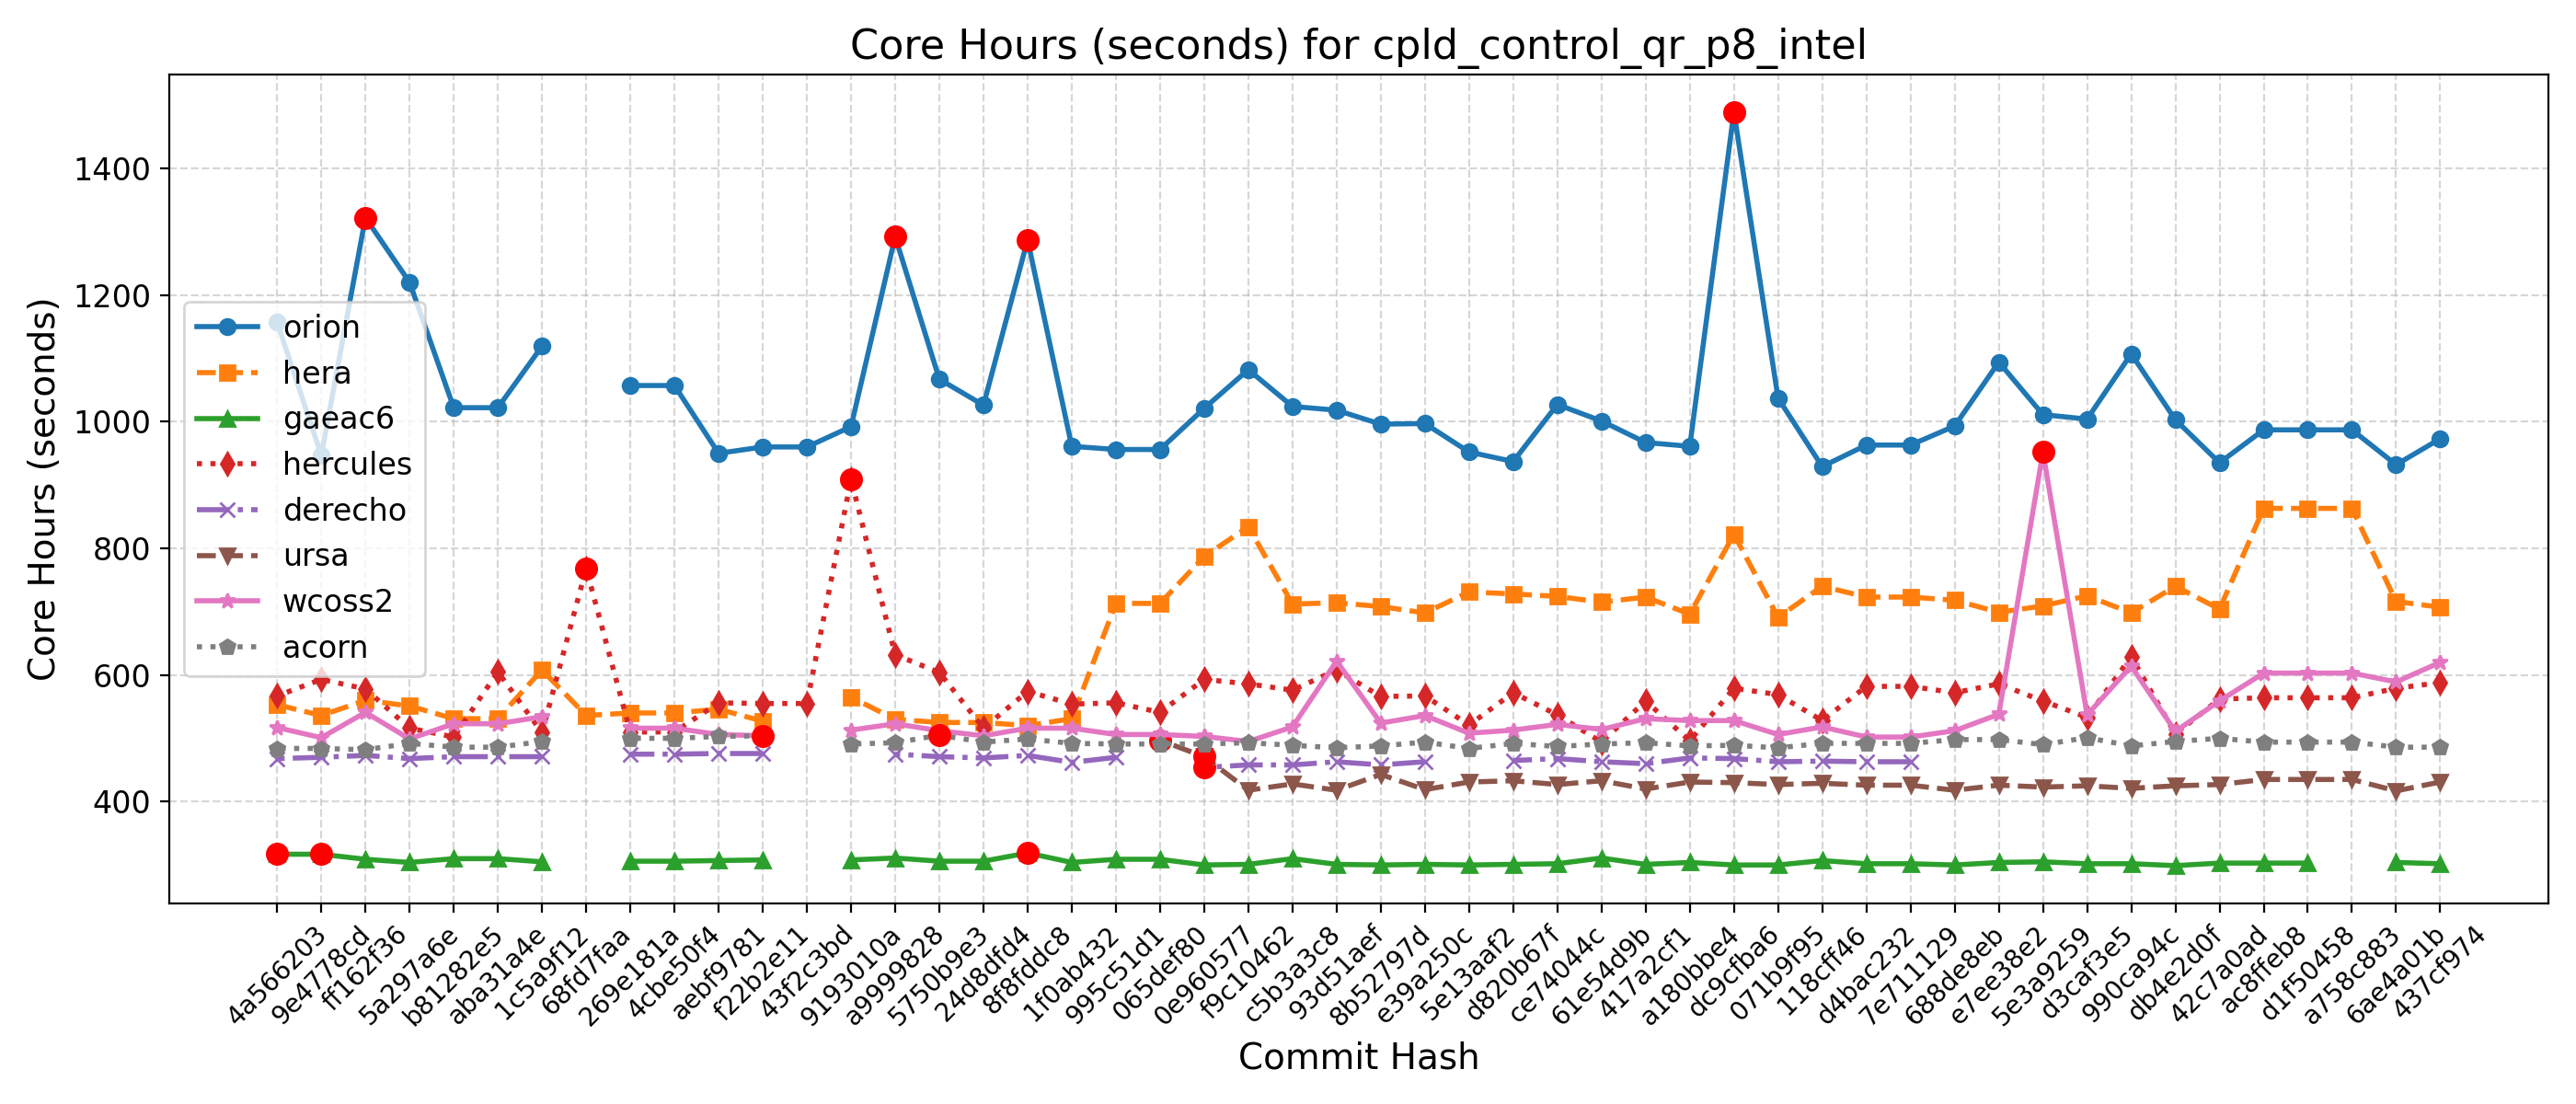 Core Hours (seconds) for cpld_control_qr_p8_intel
Core Hours (seconds)
1400
1200
1000
800
600
400
orion
hera
gaeac6
hercules
derecho
ursa
wcoss2
acorn
4a566203
9e4778cd
ff162f36
5a297a6e
b81282e5
aba31a4e
1c5a9f12
68fd7faa
269e181a
4cbe50f4
aebf9781
f22b2e11
43f2c3bd
9193010a
a9999828
5750b9e3
24d8dfd4
8f8fddc8
1f0ab432
995c51d1
065def80
0e960577
f9c10462
c5b3a3c8
93d51aef
8b52797d
e39a250c
5e13aaf2
d820b67f
ce74044c
61e54d9b
417a2cf1
a180bbe4
dc9cfba6
071b9f95
118cff46
d4bac232
7e711129
688de8eb
e7ee38e2
5e3a9259
d3caf3e5
990ca94c
db4e2d0f
42c7a0ad
ac8ffeb8
d1f50458
a758c883
6ae4a01b
437cf974
Commit Hash